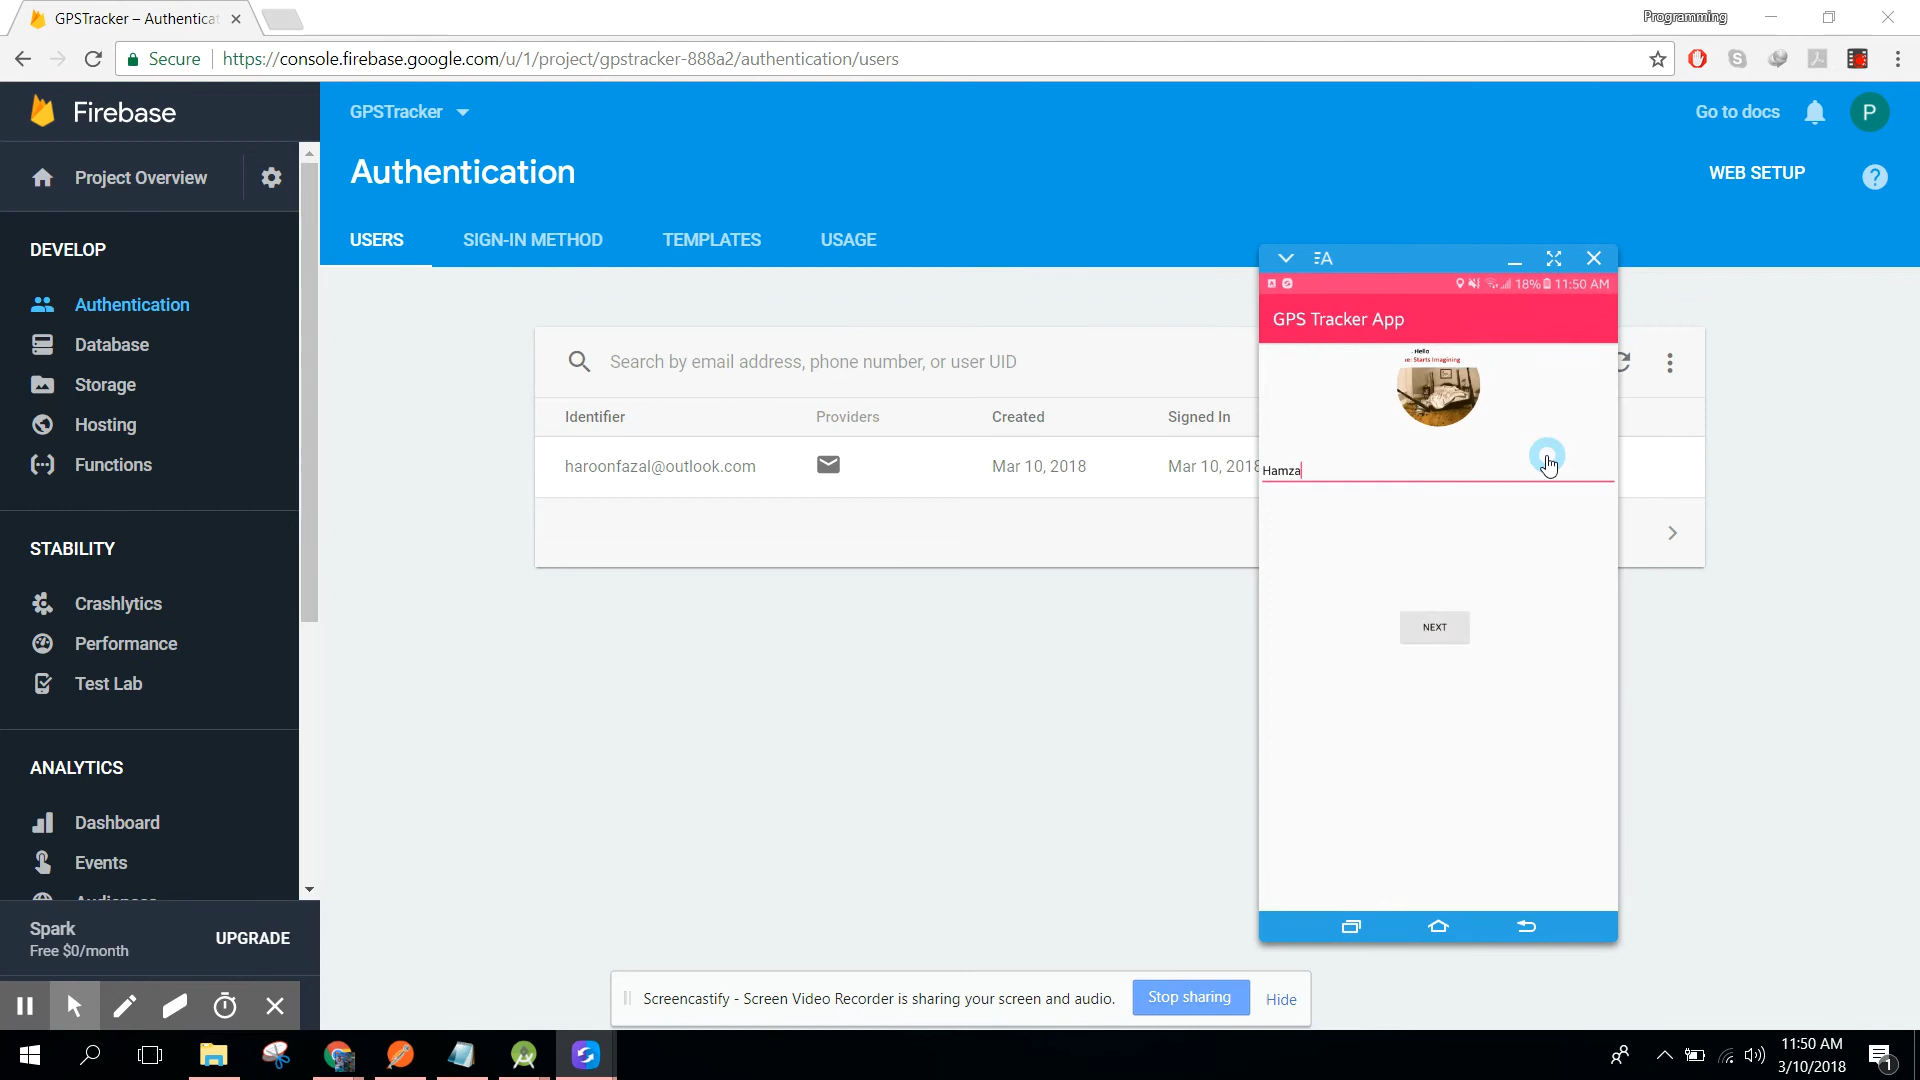 GPSTracker – Authentica
Programming
Secure
https://console.firebase.google.com/u/1/project/gpstracker-888a2/authentication/users
Firebase
GPSTracker
Go to docs
P
Project Overview
Authentication
WEB SETUP
?
DEVELOP
USERS
SIGN-IN METHOD
TEMPLATES
USAGE
Authentication
Database
Storage
Hosting
Functions
STABILITY
Crashlytics
Performance
Test Lab
ANALYTICS
Dashboard
Events
Spark
Free $0/month
UPGRADE
Search by email address, phone number, or user UID
Identifier
Providers
Created
Signed In
haroonfazal@outlook.com
Mar 10, 2018
Mar 10, 2018
18%
11:50 AM
GPS Tracker App
. Hello
Starts Imagining
Hamza
NEXT
Screencastify - Screen Video Recorder is sharing your screen and audio.
Stop sharing
Hide
11:50 AM
3/10/2018
1